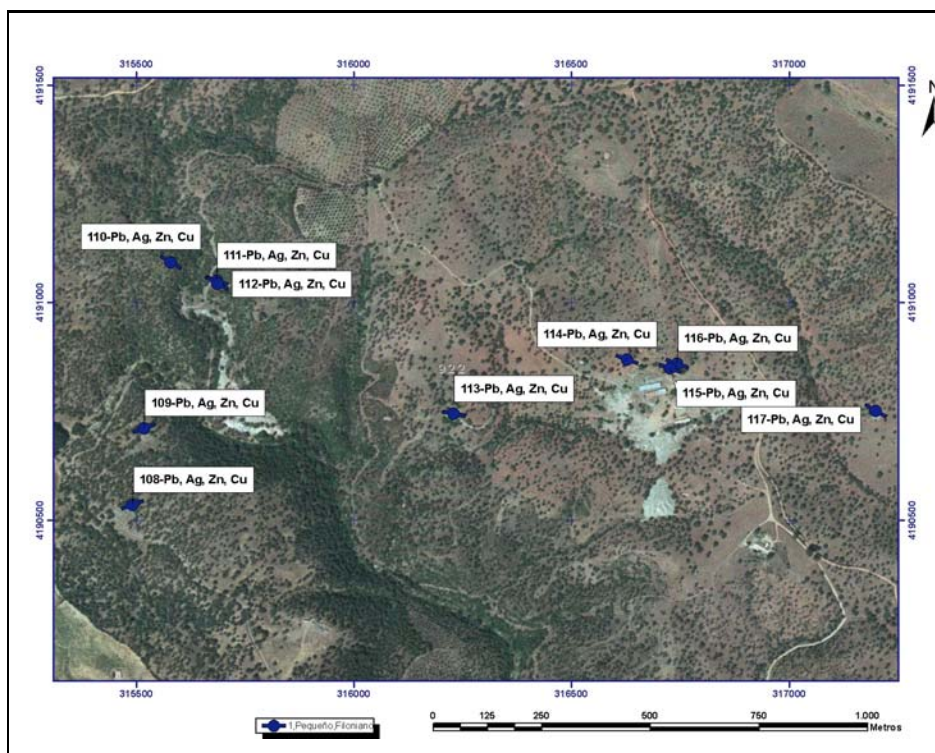 315500 316000 316500 317000
4191500 4191500
N
110-Pb, Ag, Zn, Cu
111-Pb, Ag, Zn, Cu
112-Pb, Ag, Zn, Cu
4191000 4191000
114-Pb, Ag, Zn, Cu
116-Pb, Ag, Zn, Cu
922
113-Pb, Ag, Zn, Cu
115-Pb, Ag, Zn, Cu
109-Pb, Ag, Zn, Cu
117-Pb, Ag, Zn, Cu
108-Pb, Ag, Zn, Cu
4190500 4190500
315500 316000 316500 317000
1,Pequeño,Filoniano
0 125 250 500 750 1.000
Metros